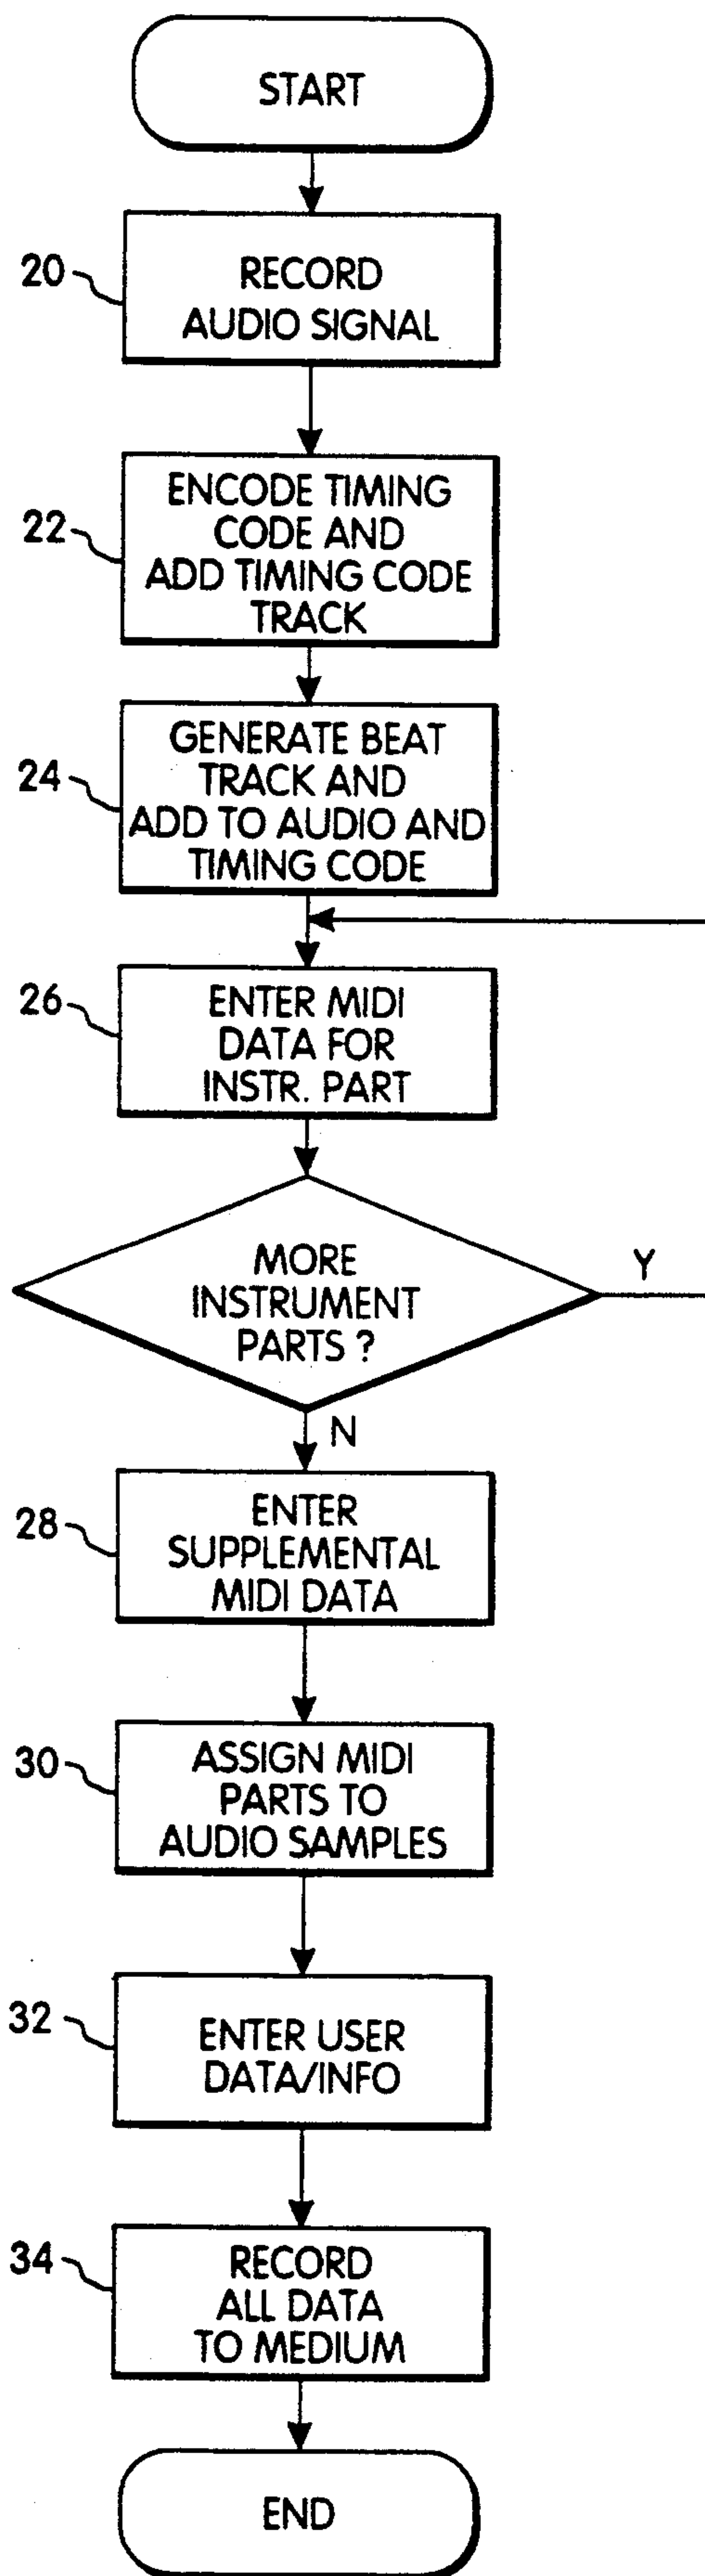 START
20
RECORD
AUDIO SIGNAL
22
ENCODE TIMING
CODE AND
ADD TIMING CODE
TRACK
24
GENERATE BEAT
TRACK AND
ADD TO AUDIO AND
TIMING CODE
26
ENTER MIDI
DATA FOR
INSTR. PART
MORE
INSTRUMENT
PARTS ?
Y
N
28
ENTER
SUPPLEMENTAL
MIDI DATA
30
ASSIGN MIDI
PARTS TO
AUDIO SAMPLES
32
ENTER USER
DATA/INFO
34
RECORD
ALL DATA
TO MEDIUM
END